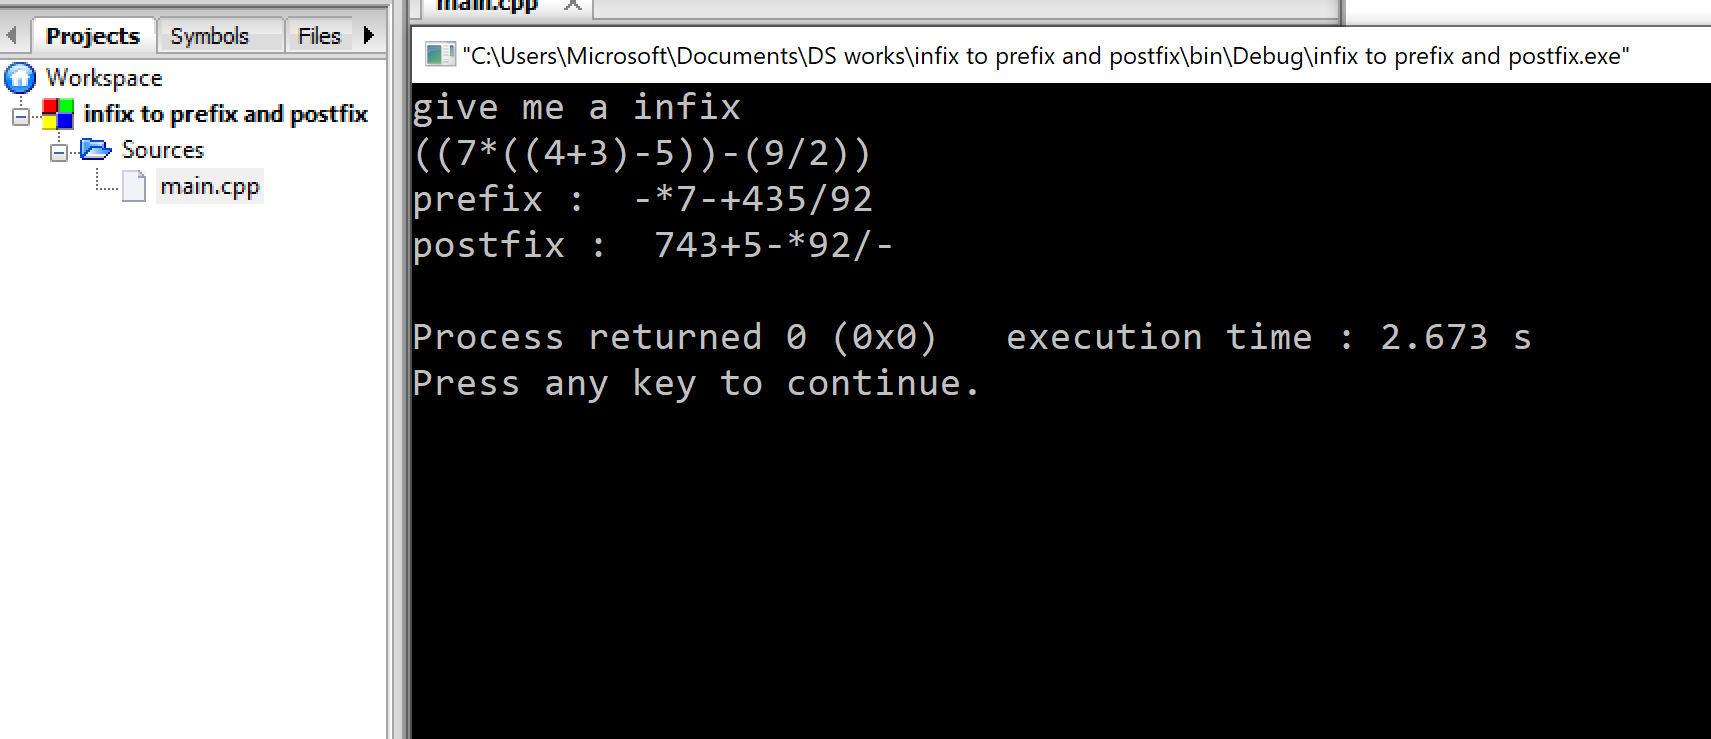 main.cpp
Projects Symbols Files
Workspace
infix to prefix and postfix
Sources
main.cpp
"C:\Users\Microsoft\Documents\DS works\infix to prefix and postfix\bin\Debug\infix to prefix and postfix.exe"
give me a infix
((7*((4+3)-5))-(9/2))
prefix :  -*7-+435/92
postfix :  743+5-*92/-
Process returned 0 (0x0)   execution time : 2.673 s
Press any key to continue.